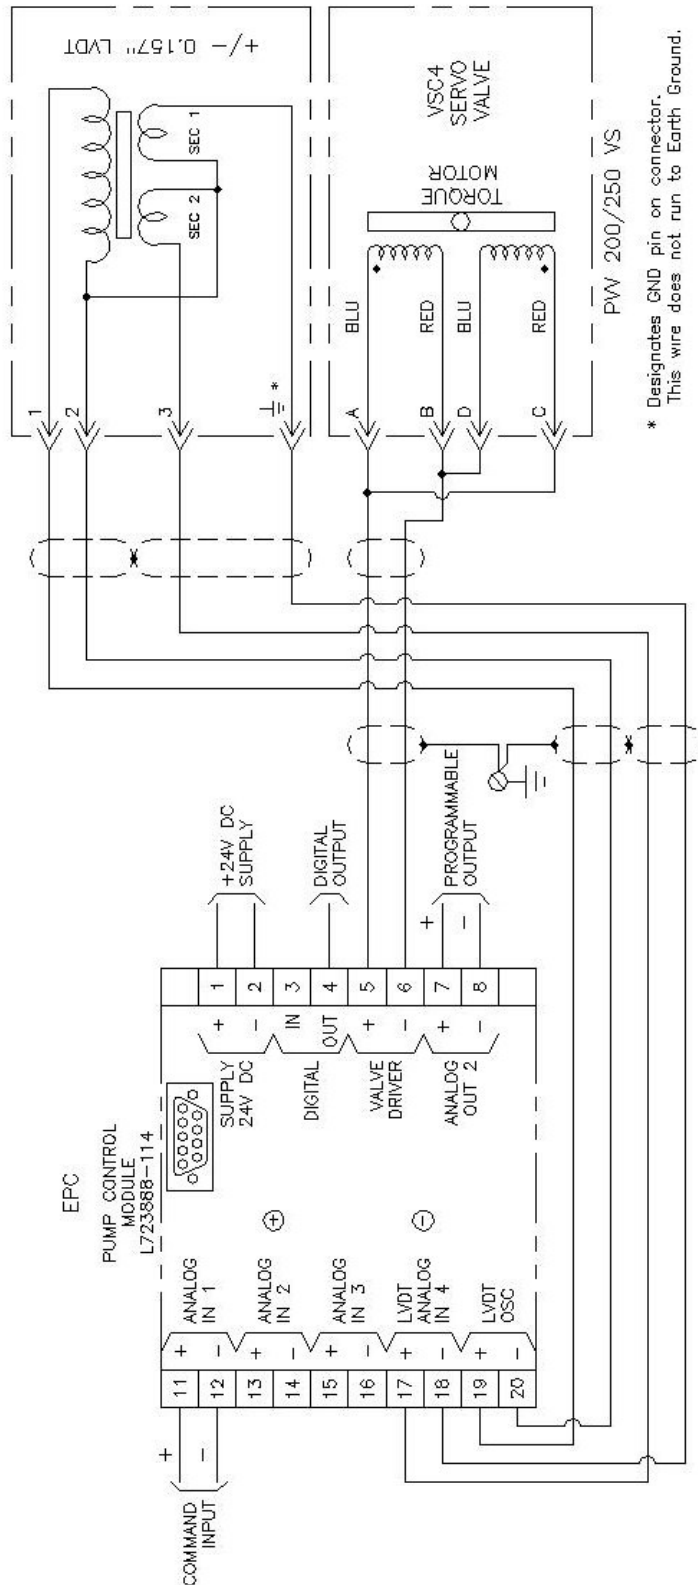 EPC
PUMP CONTROL
MODULE
L723888-114
COMMAND
INPUT
+
-
11
12
13
14
15
16
17
18
19
20
+
-
+
-
+
-
+
-
+
-
ANALOG
IN 1
ANALOG
IN 2
ANALOG
IN 3
LVDT
ANALOG
IN 4
LVDT
OSC
+
-
SUPPLY
24V DC
DIGITAL
VALVE
DRIVER
ANALOG
OUT 2
+
-
IN
OUT
+
-
+
-
1
2
3
4
5
6
7
8
+24V DC
SUPPLY
DIGITAL
OUTPUT
+
-
PROGRAMMABLE
OUTPUT
1
2
3
*
A
B
D
C
+/- 0.157" LVDT
SEC 1
SEC 2
BLU
RED
BLU
RED
TORQUE
MOTOR
VSC4
SERVO
VALVE
PVV 200/250 VS
* Designates GND pin on connector.
This wire does not run to Earth Ground.